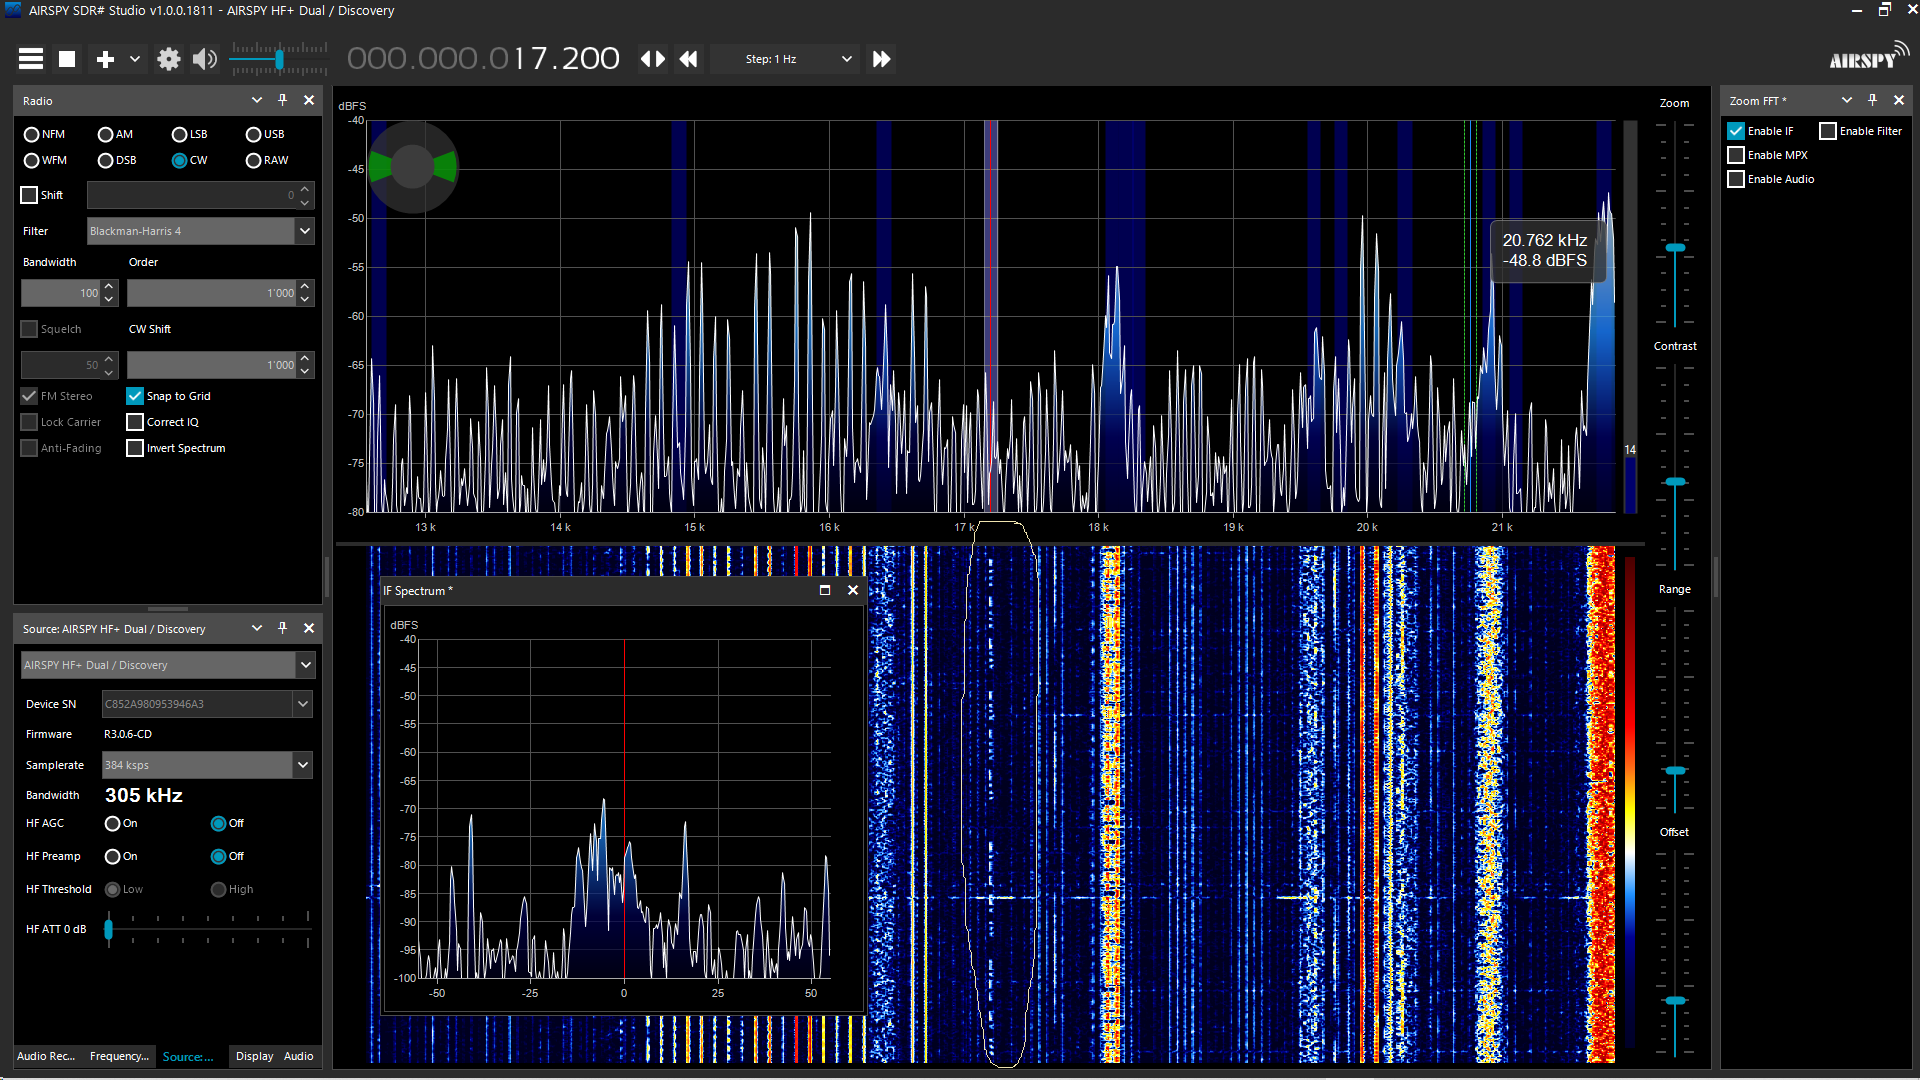 AIRSPY SDR# Studio v1.0.0.1811 - AIRSPY HF+ Dual / Discovery
000.000.017.200
Step: 1 Hz
AIRSPY
Radio
NFM AM LSB USB
WFM DSB CW RAW
Shift 0
Filter Blackman-Harris 4
Bandwidth Order
100 1'000
Squelch CW Shift
50 1'000
FM Stereo Snap to Grid
Lock Carrier Correct IQ
Anti-Fading Invert Spectrum
Source: AIRSPY HF+ Dual / Discovery
AIRSPY HF+ Dual / Discovery
Device SN C852A980953946A3
Firmware R3.0.6-CD
Samplerate 384 ksps
Bandwidth 305 kHz
HF AGC On Off
HF Preamp On Off
HF Threshold Low High
HF ATT 0 dB
Audio Rec... Frequency... Source:... Display Audio
dBFS
-40
-45
-50
-55
-60
-65
-70
-75
-80
13 k 14 k 15 k 16 k 17 k 18 k 19 k 20 k 21 k
20.762 kHz
-48.8 dBFS
14
IF Spectrum *
dBFS
-40
-45
-50
-55
-60
-65
-70
-75
-80
-85
-90
-95
-100
-50 -25 0 25 50
Zoom
Contrast
Range
Offset
Zoom FFT *
Enable IF Enable Filter
Enable MPX
Enable Audio